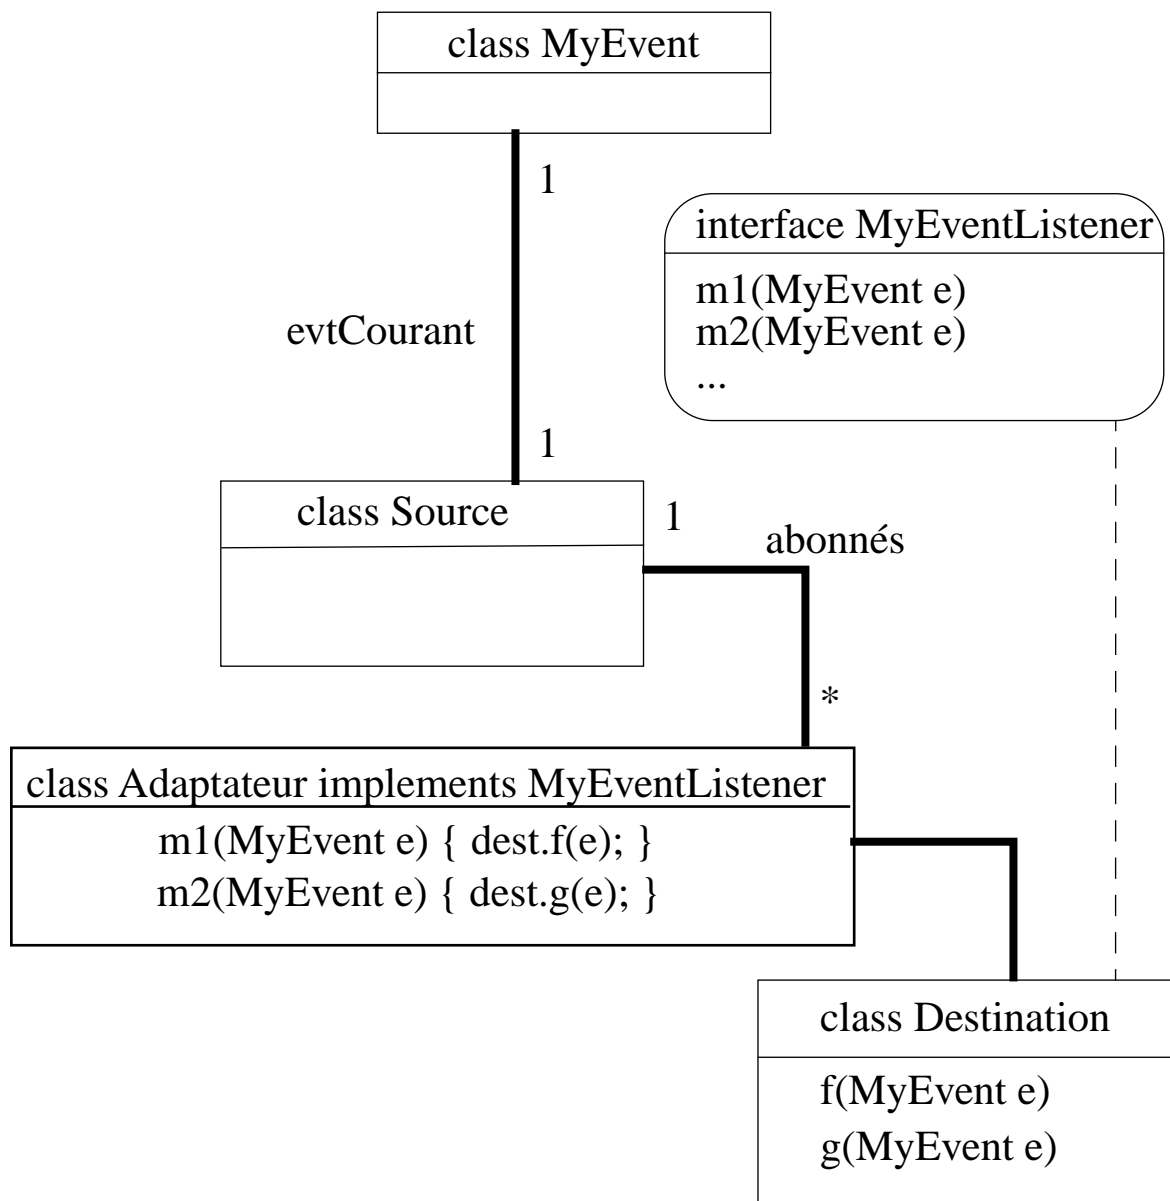 class MyEvent
1
interface MyEventListener
m1(MyEvent e)
m2(MyEvent e)
...
evtCourant
1
class Source
1
abonnés
*
class Adaptateur implements MyEventListener
m1(MyEvent e) { dest.f(e); }
m2(MyEvent e) { dest.g(e); }
class Destination
f(MyEvent e)
g(MyEvent e)